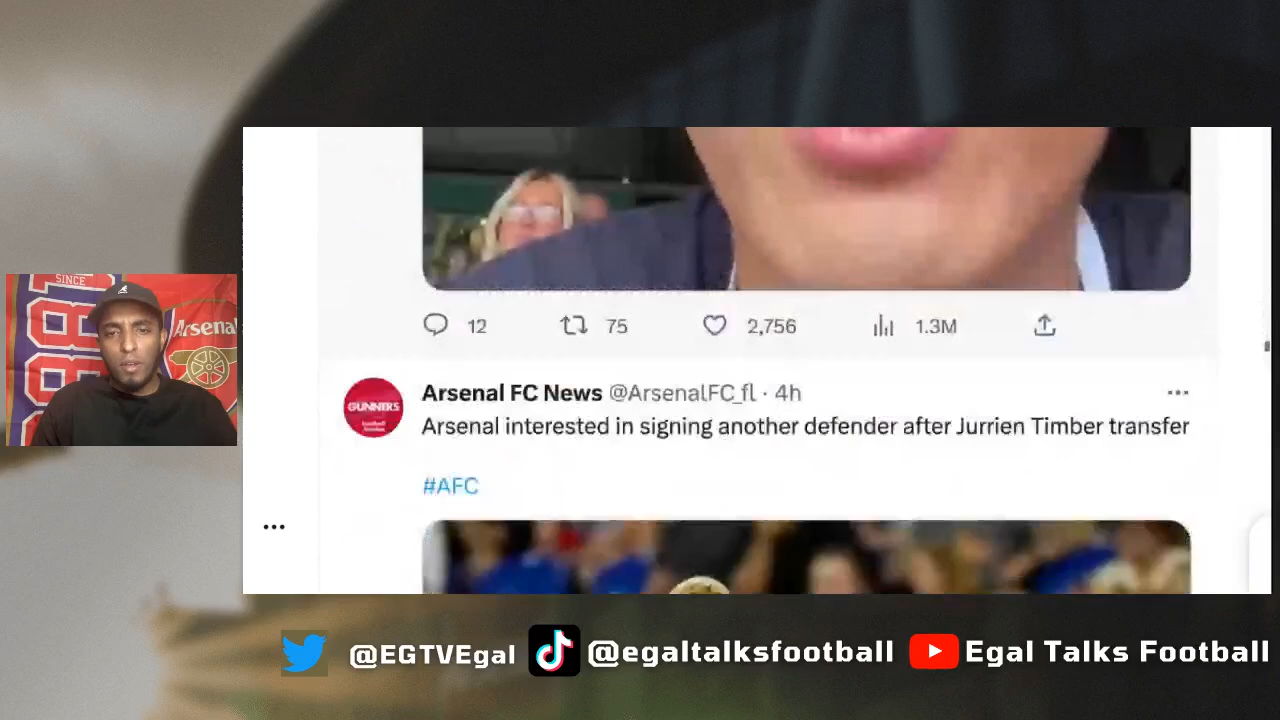 SINCE
1886
Arsenal
12 75 2,756 1.3M
Arsenal FC News @ArsenalFC_fl · 4h
GUNNERS
Arsenal interested in signing another defender after Jurrien Timber transfer
#AFC
@EGTVEgal @egaltalksfootball Egal Talks Football